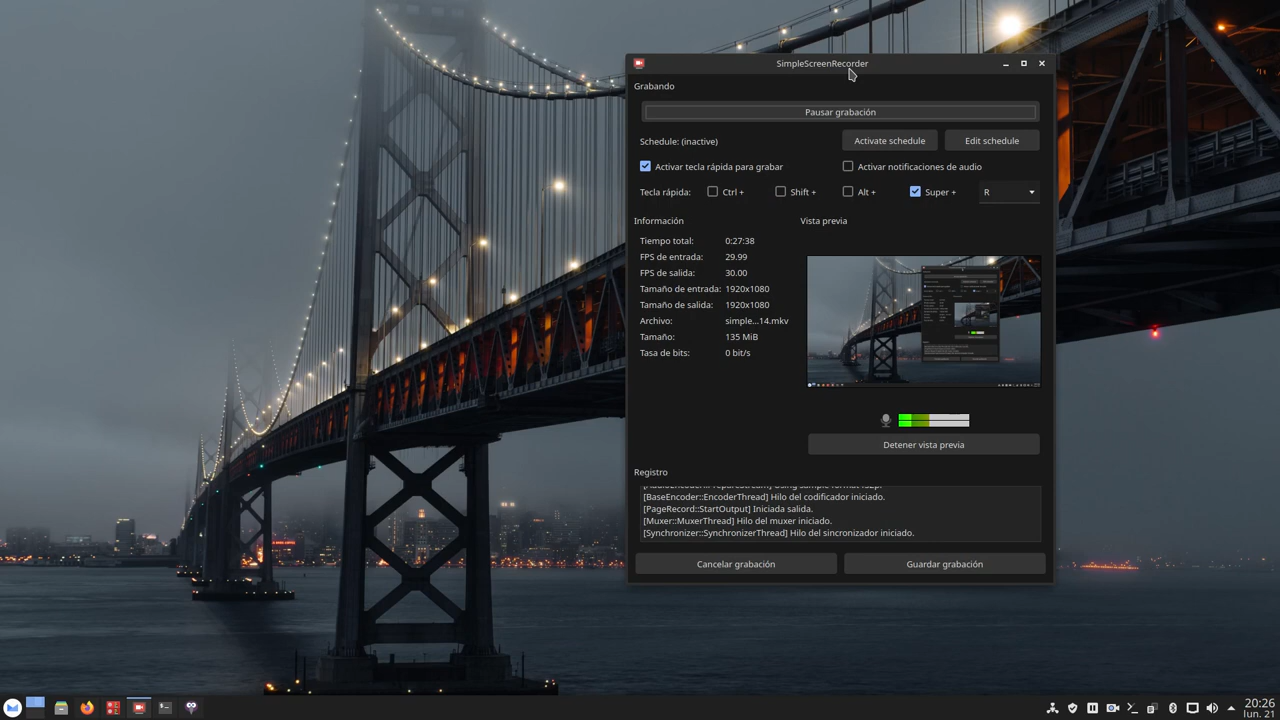 SimpleScreenRecorder
Grabando
Pausar grabación
Schedule: (inactive) Activate schedule Edit schedule
Activar tecla rápida para grabar Activar notificaciones de audio
Tecla rápida: Ctrl + Shift + Alt + Super + R
Información Vista previa
Tiempo total: 0:27:38
FPS de entrada: 29.99
FPS de salida: 30.00
Tamaño de entrada: 1920x1080
Tamaño de salida: 1920x1080
Archivo: simple...14.mkv
Tamaño: 135 MiB
Tasa de bits: 0 bit/s
Detener vista previa
Registro
[BaseEncoder::EncoderThread] Hilo del codificador iniciado.
[PageRecord::StartOutput] Iniciada salida.
[Muxer::MuxerThread] Hilo del muxer iniciado.
[Synchronizer::SynchronizerThread] Hilo del sincronizador iniciado.
Cancelar grabación Guardar grabación
20:26
lun. 21